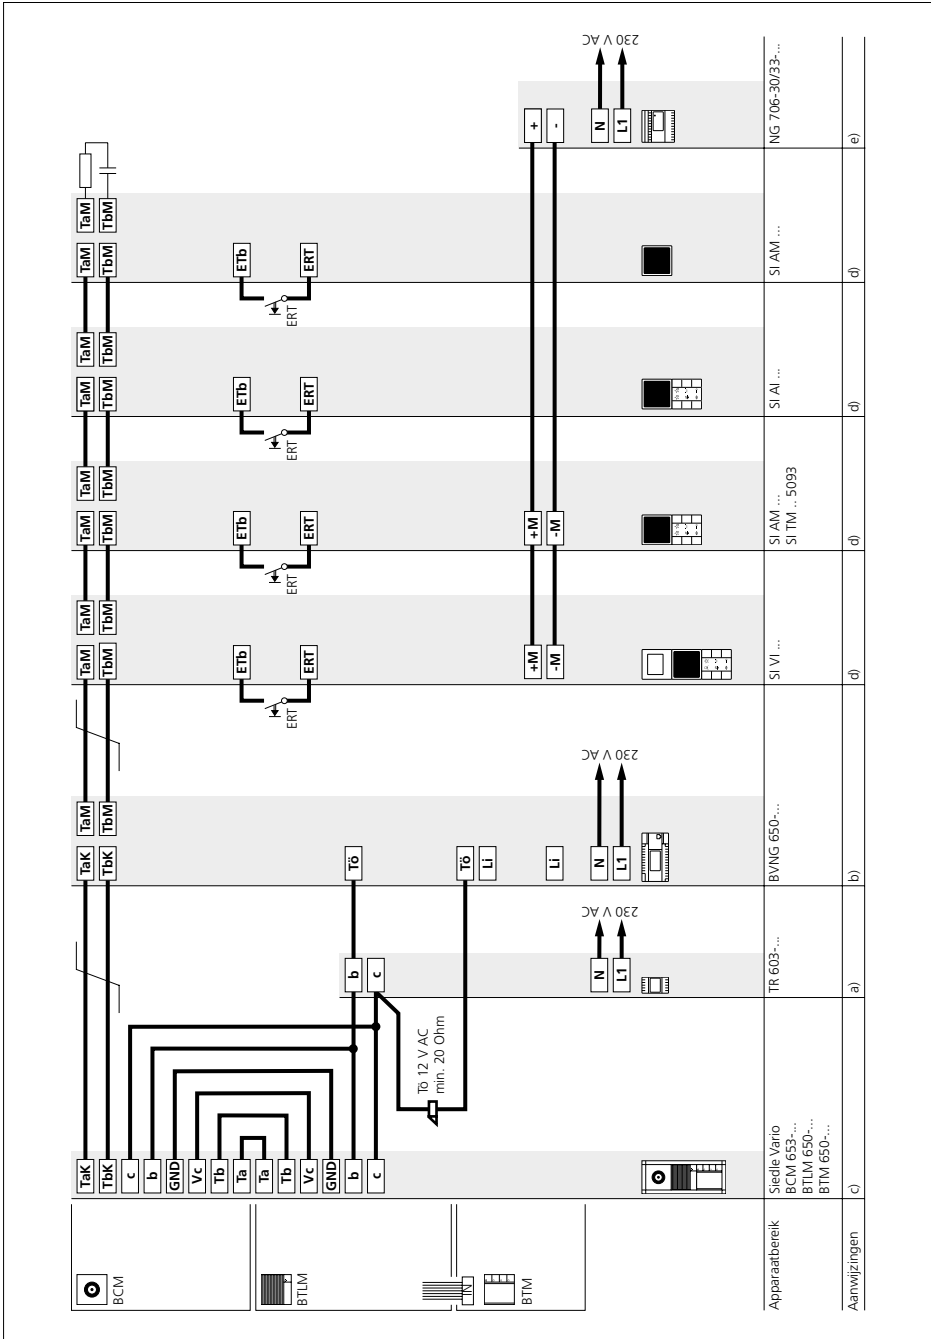 TaK TaK TaM TaM TaM TaM TaM TaM TaM TaM TaM
TbK TbK TbM TbM TbM TbM TbM TbM TbM TbM TbM
BCM
c
b
GND
Vc
Tb
Ta ETb ETb ETb ETb
Ta
Tb ERT ERT ERT ERT
BTLM
Vc ERT ERT ERT ERT
GND
b b Tö
c c
Tö 12 V AC
min. 20 Ohm
IN Tö
Li
BTM
+M +M +
Li -M -M -
N N N
230 V AC 230 V AC 230 V AC
L1 L1 L1
Apparaatbereik
Siedle Vario
BCM 653-...
BTLM 650-...
BTM 650-...
TR 603-...
BVNG 650-...
SI VI ...
SI AM ...
SI TM .. 5093
SI AI ...
SI AM ...
NG 706-30/33-...
Aanwijzingen c) a) b) d) d) d) d) e)